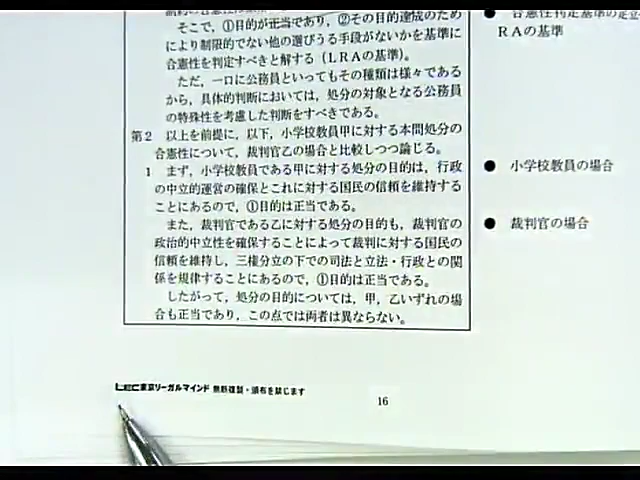 そこで，①目的が正当であり，②その目的達成のため
により制限的でない他の選びうる手段がないかを基準に
合憲性を判定すべきと解する（LRAの基準）。
ただ，一口に公務員といってもその種類は様々である
から，具体的判断においては，処分の対象となる公務員
の特殊性を考慮した判断をすべきである。
第2 以上を前提に，以下，小学校教員甲に対する本問処分の
合憲性について，裁判官乙の場合と比較しつつ論じる。
1 まず，小学校教員である甲に対する処分の目的は，行政
の中立的運営の確保とこれに対する国民の信頼を維持する
ことにあるので，①目的は正当である。
また，裁判官である乙に対する処分の目的も，裁判官の
政治的中立性を確保することによって裁判に対する国民の
信頼を維持し，三権分立の下での司法と立法・行政との関
係を規律することにあるので，①目的は正当である。
したがって，処分の目的については，甲，乙いずれの場
合も正当であり，この点では両者は異ならない。
● 合憲性判定基準の定立
RAの基準
● 小学校教員の場合
● 裁判官の場合
LEC東京リーガルマインド 無断複製・頒布を禁じます
16